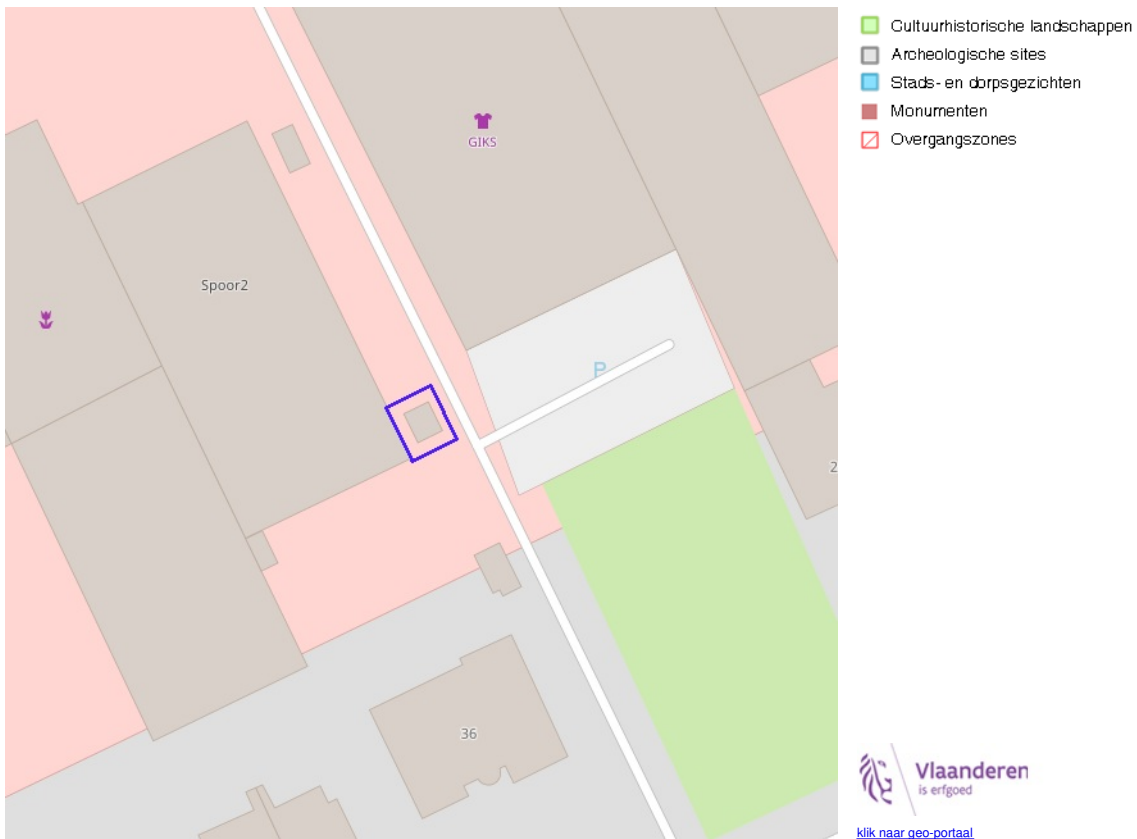 GIKS
Spoor2
P
2
36
Cultuurhistorische landschappen
Archeologische sites
Stads- en dorpsgezichten
Monumenten
Overgangszones
Vlaanderen
is erfgoed
klik naar geo-portaal